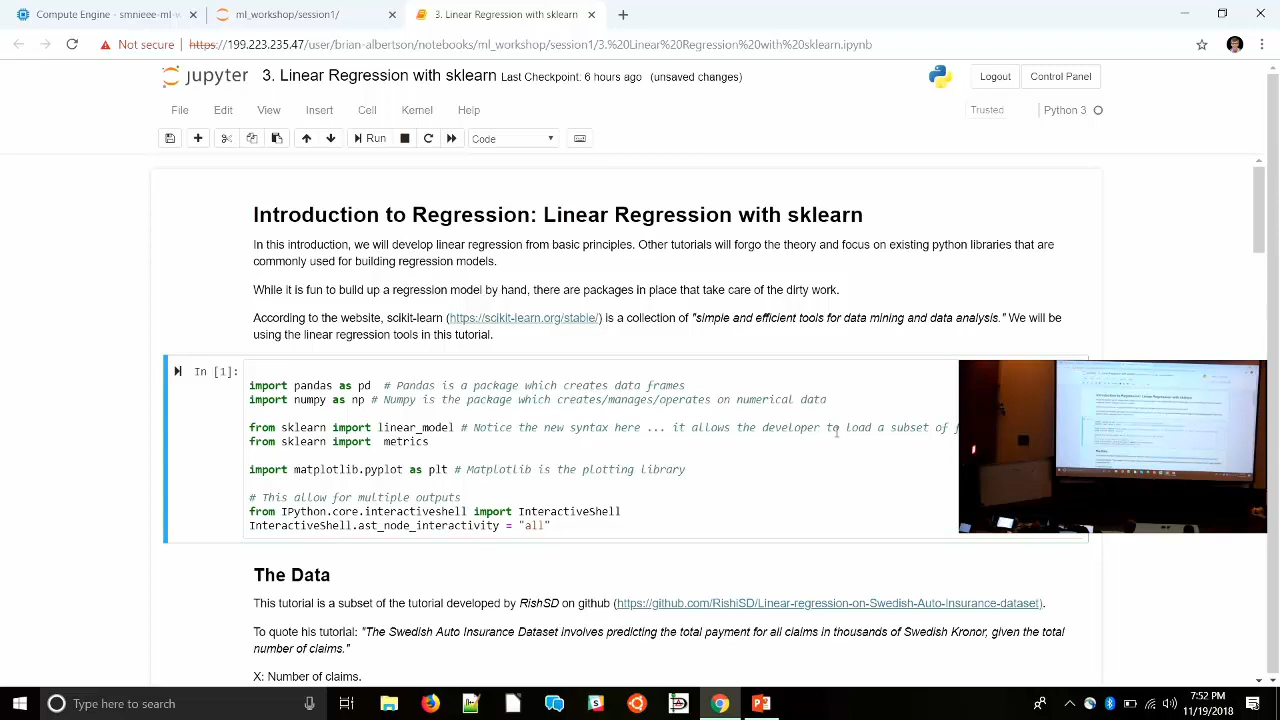 Compute Engine - smnieee-ml-w
ml_workshop/session1/
3. Linear Regression with sklearn
Not secure
https://199.223.235.47/user/brian-albertson/notebooks/ml_workshop/session1/3.%20Linear%20Regression%20with%20sklearn.ipynb
jupyter 3. Linear Regression with sklearn Last Checkpoint: 6 hours ago (unsaved changes)
Logout
Control Panel
File Edit View Insert Cell Kernel Help
Trusted
Python 3
Run
Code
Introduction to Regression: Linear Regression with sklearn
In this introduction, we will develop linear regression from basic principles. Other tutorials will forgo the theory and focus on existing python libraries that are
commonly used for building regression models.
While it is fun to build up a regression model by hand, there are packages in place that take care of the dirty work.
According to the website, scikit-learn (https://scikit-learn.org/stable/) is a collection of "simple and efficient tools for data mining and data analysis." We will be
using the linear regression tools in this tutorial.
In [1]:
import pandas as pd # Pandas is a package which creates data frames
import numpy as np # Numpy is the package which creates/manages/operates on numerical data
from sklearn import linear_model # Notice the new syntax here ... it allows the developer to load a subset of f
from sklearn import metrics
import matplotlib.pyplot as plt # Matplotlib is the plotting library
# This allow for multiple outputs
from IPython.core.interactiveshell import InteractiveShell
InteractiveShell.ast_node_interactivity = "all"
Introduction to Regression: Linear Regression with sklearn
The Data
The Data
This tutorial is a subset of the tutorial developed by RishSD on github (https://github.com/RishiSD/Linear-regression-on-Swedish-Auto-Insurance-dataset).
To quote his tutorial: "The Swedish Auto Insurance Dataset involves predicting the total payment for all claims in thousands of Swedish Kronor, given the total
number of claims."
X: Number of claims.
Type here to search
7:52 PM
11/19/2018